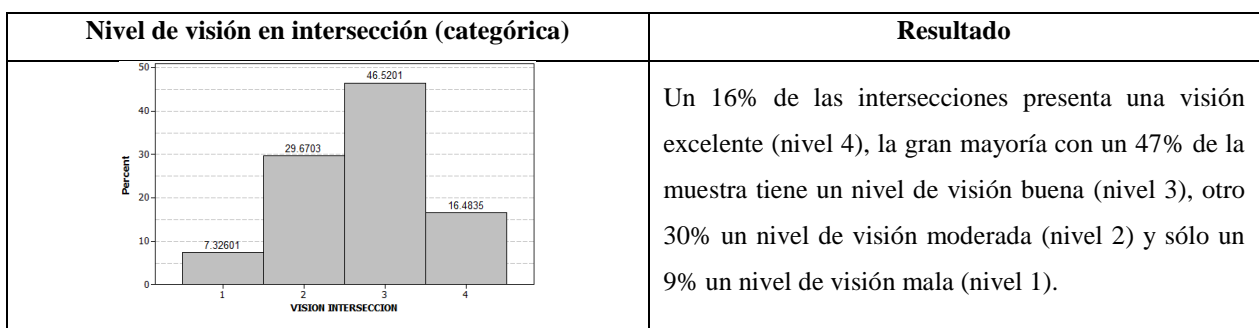 Nivel de visión en intersección (categórica)
Resultado
50
40
30
20
10
0
Percent
7.32601
29.6703
46.5201
16.4835
1
2
3
4
VISION INTERSECCION
Un 16% de las intersecciones presenta una visión
excelente (nivel 4), la gran mayoría con un 47% de la
muestra tiene un nivel de visión buena (nivel 3), otro
30% un nivel de visión moderada (nivel 2) y sólo un
9% un nivel de visión mala (nivel 1).